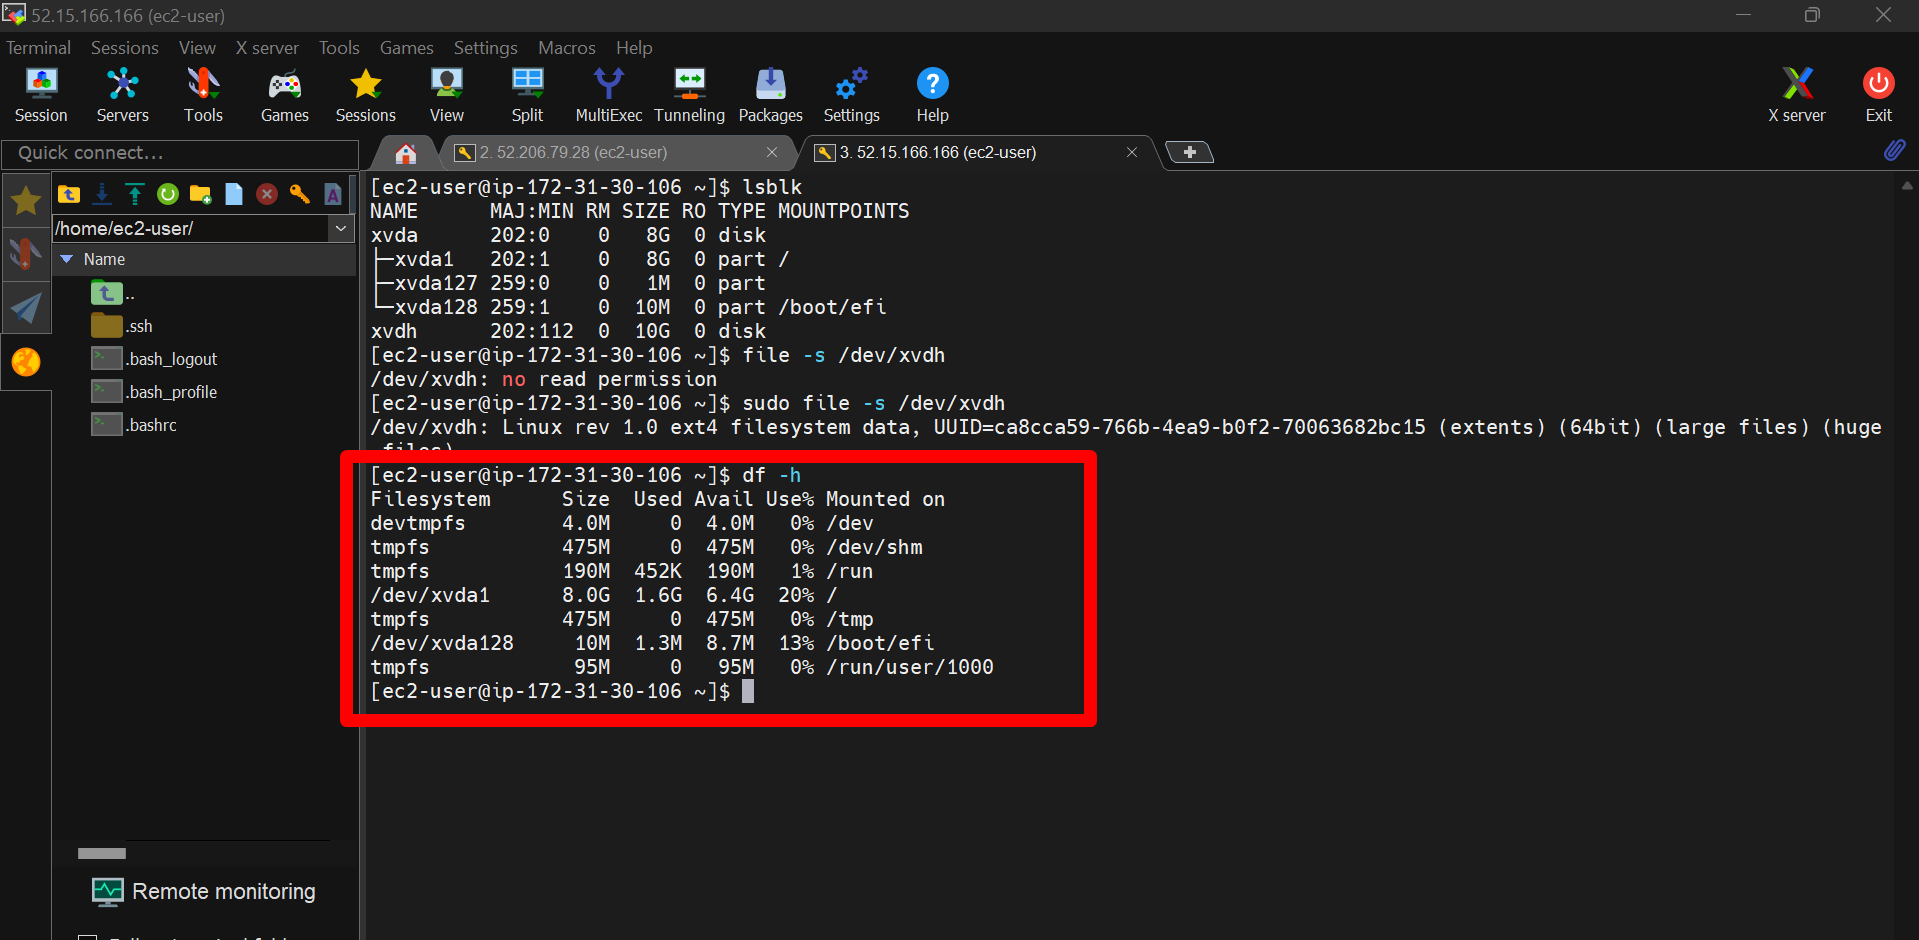 52.15.166.166 (ec2-user)
Terminal Sessions View X server Tools Games Settings Macros Help
Session Servers Tools Games Sessions View Split MultiExec Tunneling Packages Settings Help X server Exit
Quick connect...
2. 52.206.79.28 (ec2-user)
3. 52.15.166.166 (ec2-user)
/home/ec2-user/
Name
..
.ssh
.bash_logout
.bash_profile
.bashrc
Remote monitoring
[ec2-user@ip-172-31-30-106 ~]$ lsblk
NAME      MAJ:MIN RM SIZE RO TYPE MOUNTPOINTS
xvda      202:0    0   8G  0 disk
├─xvda1   202:1    0   8G  0 part /
├─xvda127 259:0    0   1M  0 part
└─xvda128 259:1    0  10M  0 part /boot/efi
xvdh      202:112  0  10G  0 disk
[ec2-user@ip-172-31-30-106 ~]$ file -s /dev/xvdh
/dev/xvdh: no read permission
[ec2-user@ip-172-31-30-106 ~]$ sudo file -s /dev/xvdh
/dev/xvdh: Linux rev 1.0 ext4 filesystem data, UUID=ca8cca59-766b-4ea9-b0f2-70063682bc15 (extents) (64bit) (large files) (huge
files)
[ec2-user@ip-172-31-30-106 ~]$ df -h
Filesystem      Size  Used Avail Use% Mounted on
devtmpfs        4.0M     0  4.0M   0% /dev
tmpfs           475M     0  475M   0% /dev/shm
tmpfs           190M  452K  190M   1% /run
/dev/xvda1      8.0G  1.6G  6.4G  20% /
tmpfs           475M     0  475M   0% /tmp
/dev/xvda128     10M  1.3M  8.7M  13% /boot/efi
tmpfs            95M     0   95M   0% /run/user/1000
[ec2-user@ip-172-31-30-106 ~]$